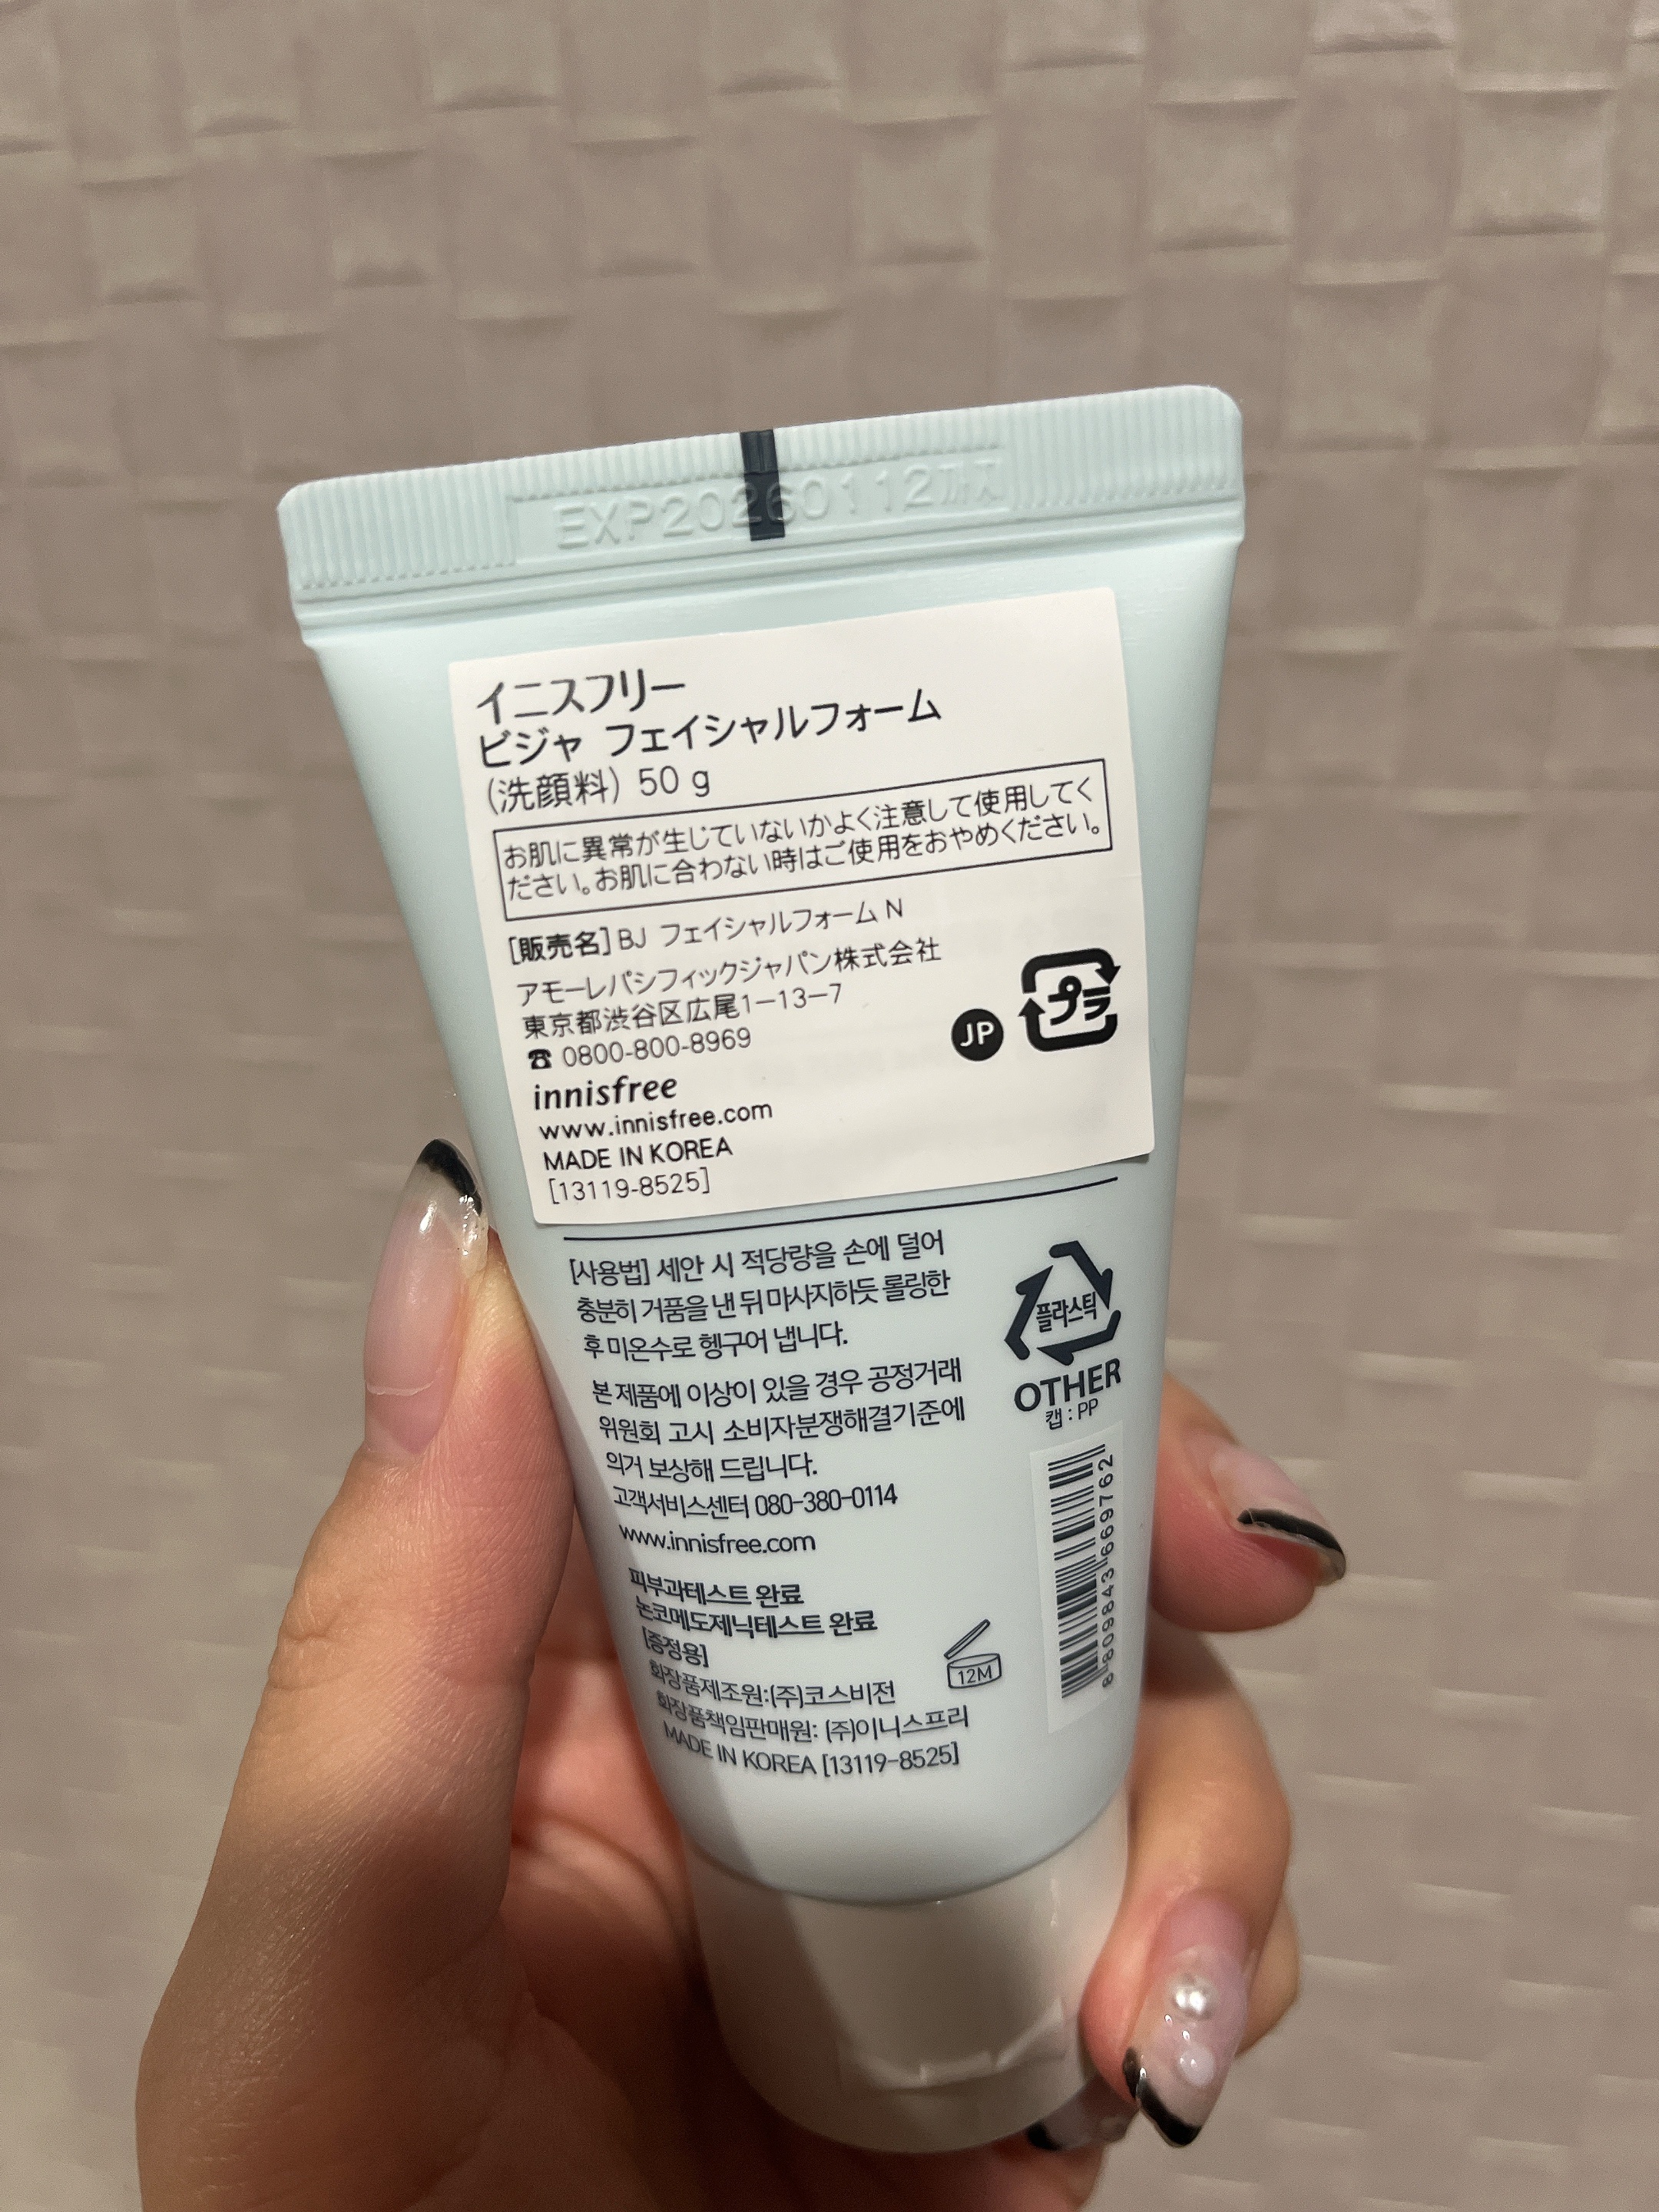 EXP20260112까지
イニスフリー
ビジャ フェイシャルフォーム
(洗顔料) 50 g
お肌に異常が生じていないかよく注意して使用してく
ださい。お肌に合わない時はご使用をおやめください。
[販売名] BJ フェイシャルフォーム N
アモーレパシフィックジャパン株式会社
東京都渋谷区広尾1-13-7
☎ 0800-800-8969
innisfree
www.innisfree.com
MADE IN KOREA
[13119-8525]
JP
プラ
[사용법] 세안 시 적당량을 손에 덜어
충분히 거품을 낸 뒤 마사지하듯 롤링한
후 미온수로 헹구어 냅니다.
본 제품에 이상이 있을 경우 공정거래
위원회 고시 소비자분쟁해결기준에
의거 보상해 드립니다.
고객서비스센터 080-380-0114
www.innisfree.com
피부과테스트 완료
논코메도제닉테스트 완료
[증정용]
화장품제조원:(주)코스비전
화장품책임판매원: (주)이니스프리
MADE IN KOREA [13119-8525]
플라스틱
OTHER
캡 : PP
12M
8 809843 669762